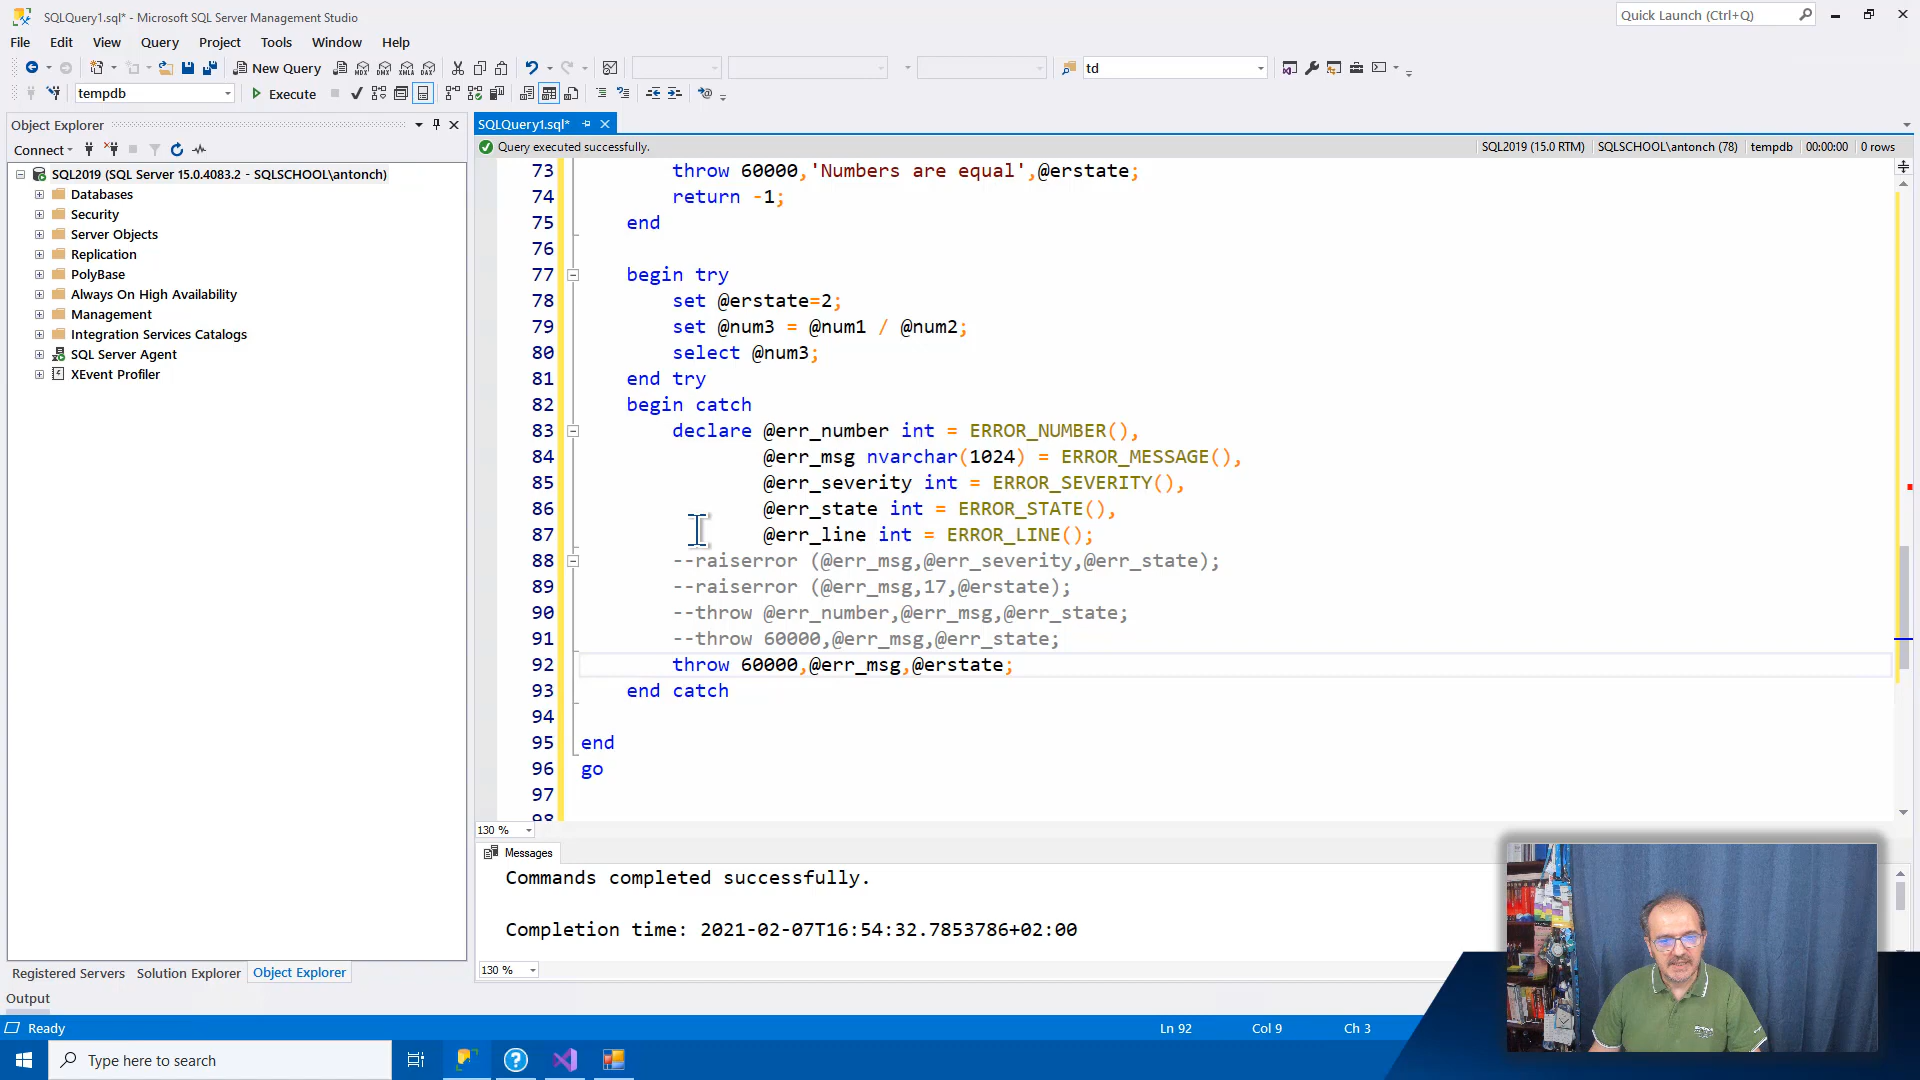 SQLQuery1.sql* - Microsoft SQL Server Management Studio
Quick Launch (Ctrl+Q)
File Edit View Query Project Tools Window Help
New Query
MDX DMX XMLA DAX
td
tempdb
Execute
Object Explorer
SQLQuery1.sql*
Connect
Query executed successfully.
SQL2019 (15.0 RTM) SQLSCHOOL\antonch (78) tempdb 00:00:00 0 rows
SQL2019 (SQL Server 15.0.4083.2 - SQLSCHOOL\antonch)
Databases
Security
Server Objects
Replication
PolyBase
Always On High Availability
Management
Integration Services Catalogs
SQL Server Agent
XEvent Profiler
73 throw 60000,'Numbers are equal',@erstate;
74 return -1;
75 end
76
77 begin try
78 set @erstate=2;
79 set @num3 = @num1 / @num2;
80 select @num3;
81 end try
82 begin catch
83 declare @err_number int = ERROR_NUMBER(),
84 @err_msg nvarchar(1024) = ERROR_MESSAGE(),
85 @err_severity int = ERROR_SEVERITY(),
86 @err_state int = ERROR_STATE(),
87 @err_line int = ERROR_LINE();
88 --raiserror (@err_msg,@err_severity,@err_state);
89 --raiserror (@err_msg,17,@erstate);
90 --throw @err_number,@err_msg,@err_state;
91 --throw 60000,@err_msg,@err_state;
92 throw 60000,@err_msg,@erstate;
93 end catch
94
95 end
96 go
97
98
130 %
Messages
Commands completed successfully.
Completion time: 2021-02-07T16:54:32.7853786+02:00
130 %
Registered Servers Solution Explorer Object Explorer
Output
Ready
Ln 92 Col 9 Ch 3
Type here to search